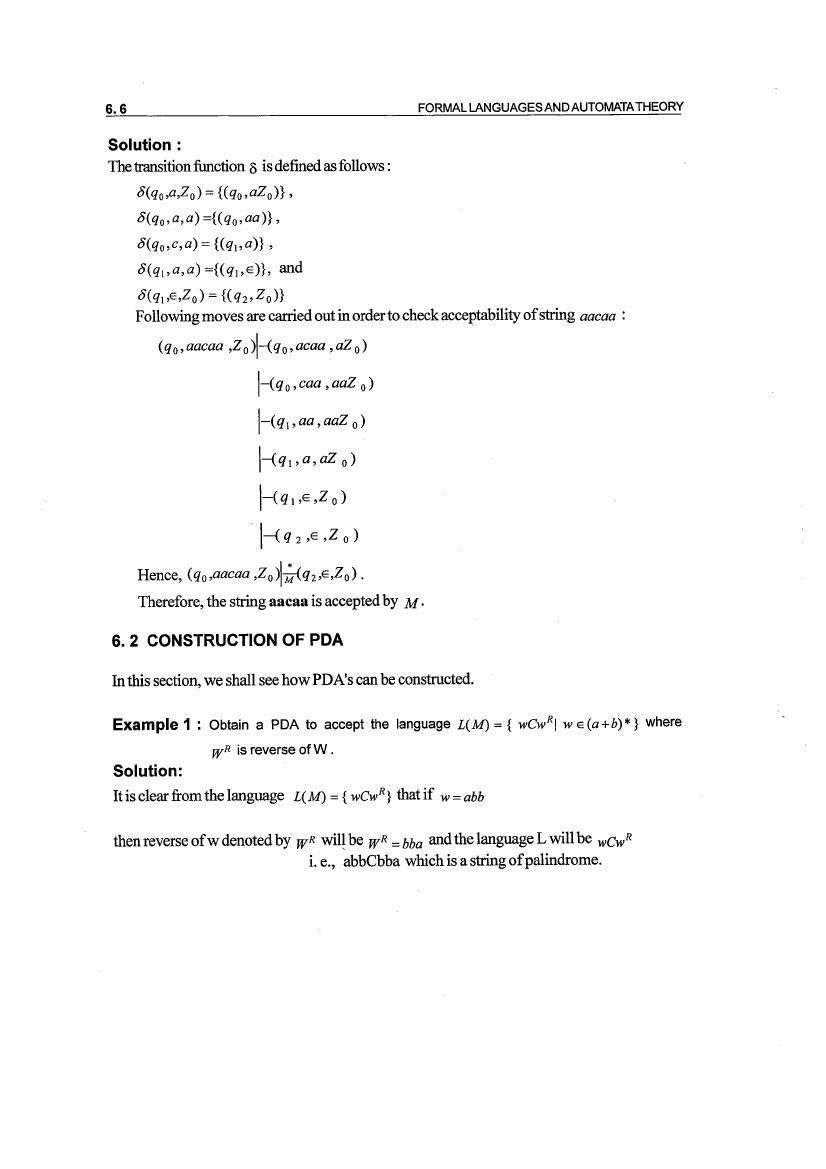 6. 6 FORMAL LANGUAGES AND AUTOMATA THEORY
Solution :
The transition function δ is defined as follows :
δ(q₀,a,Z₀) = {(q₀,aZ₀)} ,
δ(q₀,a,a) ={(q₀,aa)} ,
δ(q₀,c,a) = {(q₁,a)} ,
δ(q₁,a,a) ={(q₁,∈)}, and
δ(q₁,∈,Z₀) = {(q₂,Z₀)}
Following moves are carried out in order to check acceptability of string aacaa :
(q₀, aacaa ,Z₀)|–(q₀, acaa , aZ₀)
|–(q₀, caa , aaZ₀)
|–(q₁, aa , aaZ₀)
|–(q₁, a, aZ₀)
|–(q₁,∈,Z₀)
|–(q₂,∈,Z₀)
Hence, (q₀,aacaa ,Z₀)|–*M(q₂,∈,Z₀) .
Therefore, the string aacaa is accepted by M .
6. 2 CONSTRUCTION OF PDA
In this section, we shall see how PDA's can be constructed.
Example 1 : Obtain a PDA to accept the language L(M) = { wCwᴿ| w ∈ (a+b)* } where
Wᴿ is reverse of W .
Solution:
It is clear from the language L(M) = { wCwᴿ} that if w = abb
then reverse of w denoted by Wᴿ will be Wᴿ = bba and the language L will be wCwᴿ
i. e., abbCbba which is a string of palindrome.